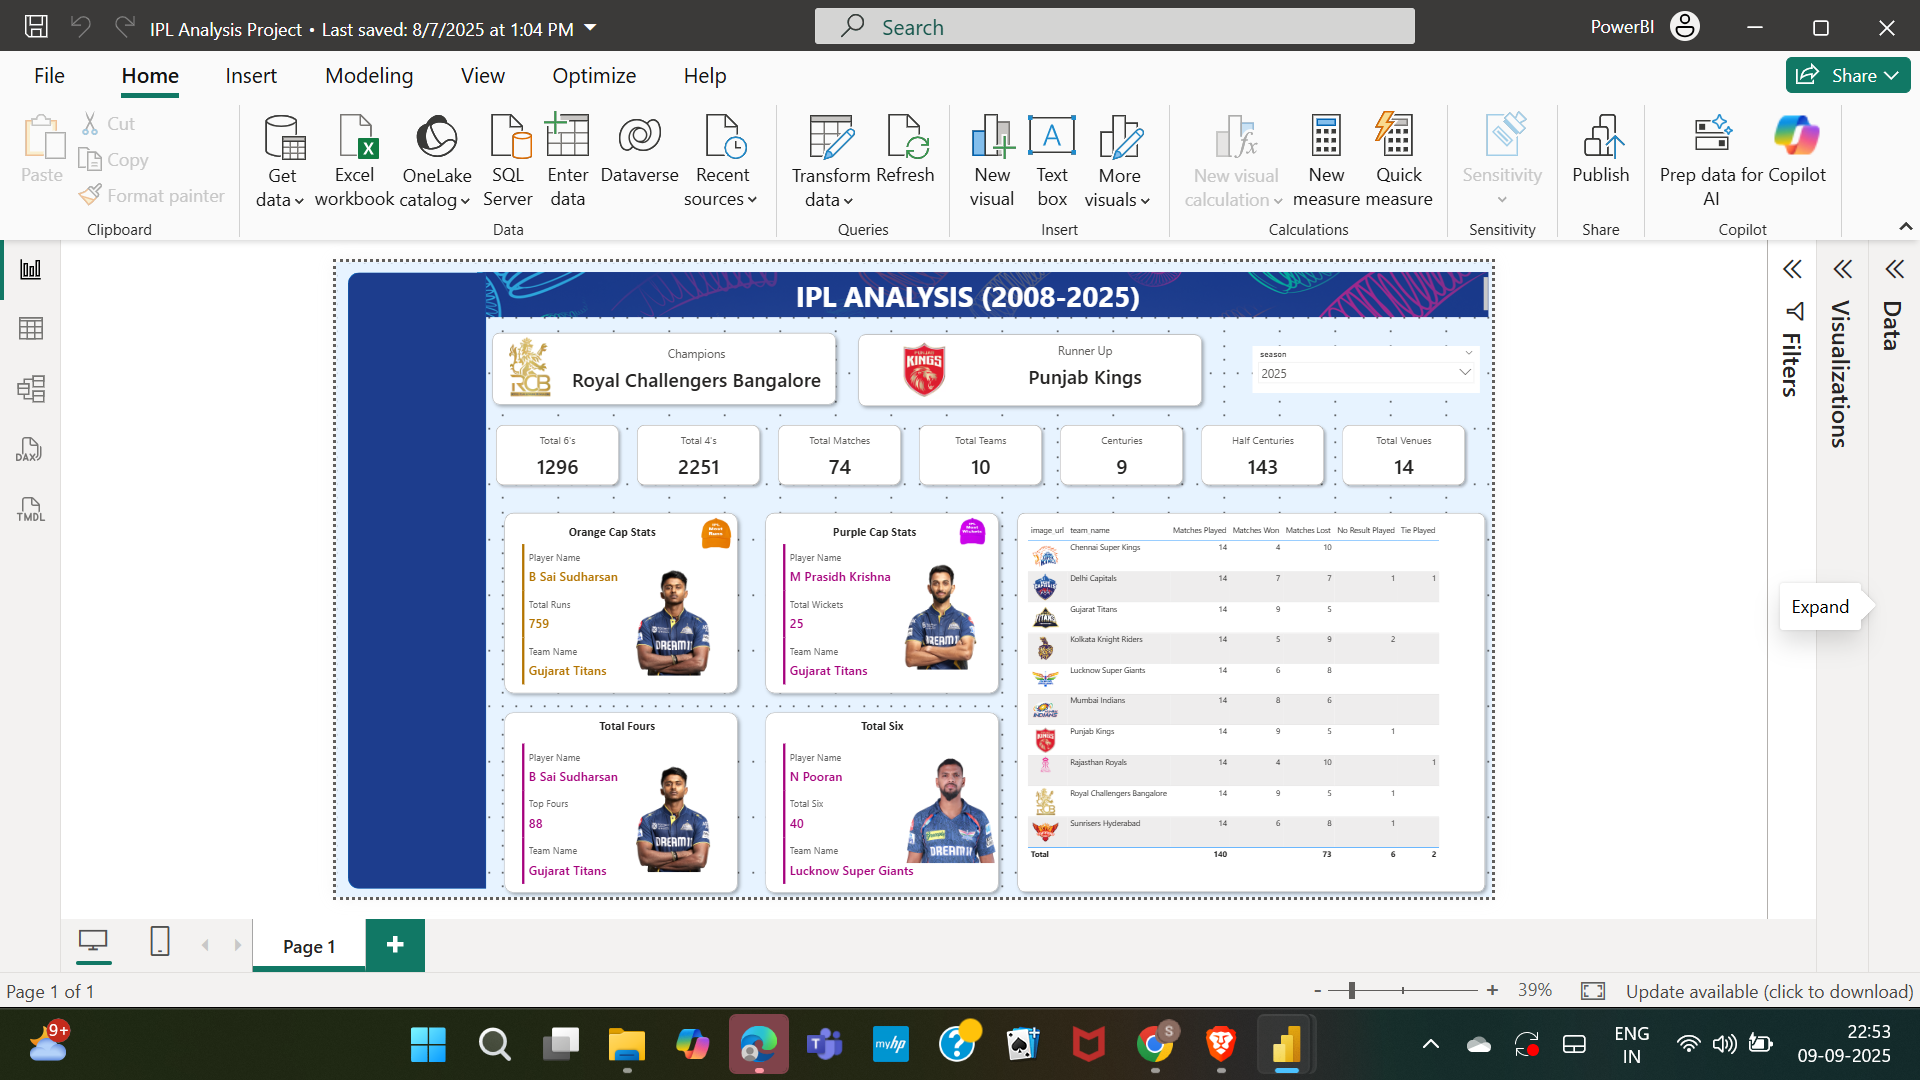 IPL Analysis Project • Last saved: 8/7/2025 at 1:04 PM
Search
PowerBI
File Home Insert Modeling View Optimize Help
Share
Paste
Cut
Copy
Format painter
Clipboard
Get data
Excel workbook
OneLake catalog
SQL Server
Enter data
Dataverse
Recent sources
Data
Transform data
Refresh
Queries
New visual
Text box
More visuals
Insert
New visual calculation
New measure
Quick measure
Calculations
Sensitivity
Sensitivity
Publish
Share
Prep data for AI
Copilot
Copilot
DAX
TMDL
IPL ANALYSIS (2008-2025)
RCB
Champions
Royal Challengers Bangalore
KINGS
Runner Up
Punjab Kings
season
2025
Total 6's
1296
Total 4's
2251
Total Matches
74
Total Teams
10
Centuries
9
Half Centuries
143
Total Venues
14
Orange Cap Stats
Player Name
B Sai Sudharsan
Total Runs
759
Team Name
Gujarat Titans
Purple Cap Stats
Player Name
M Prasidh Krishna
Total Wickets
25
Team Name
Gujarat Titans
Total Fours
Player Name
B Sai Sudharsan
Top Fours
88
Team Name
Gujarat Titans
Total Six
Player Name
N Pooran
Total Six
40
Team Name
Lucknow Super Giants
image_url team_name Matches Played Matches Won Matches Lost No Result Played Tie Played
Chennai Super Kings 14 4 10
Delhi Capitals 14 7 7 1 1
Gujarat Titans 14 9 5
Kolkata Knight Riders 14 5 9 2
Lucknow Super Giants 14 6 8
Mumbai Indians 14 8 6
Punjab Kings 14 9 5 1
Rajasthan Royals 14 4 10 1
Royal Challengers Bangalore 14 9 5 1
Sunrisers Hyderabad 14 6 8 1
Total 140 73 6 2
Filters
Visualizations
Data
Expand
Page 1
Page 1 of 1
39%
Update available (click to download)
9+
myhp
ENG
IN
22:53
09-09-2025